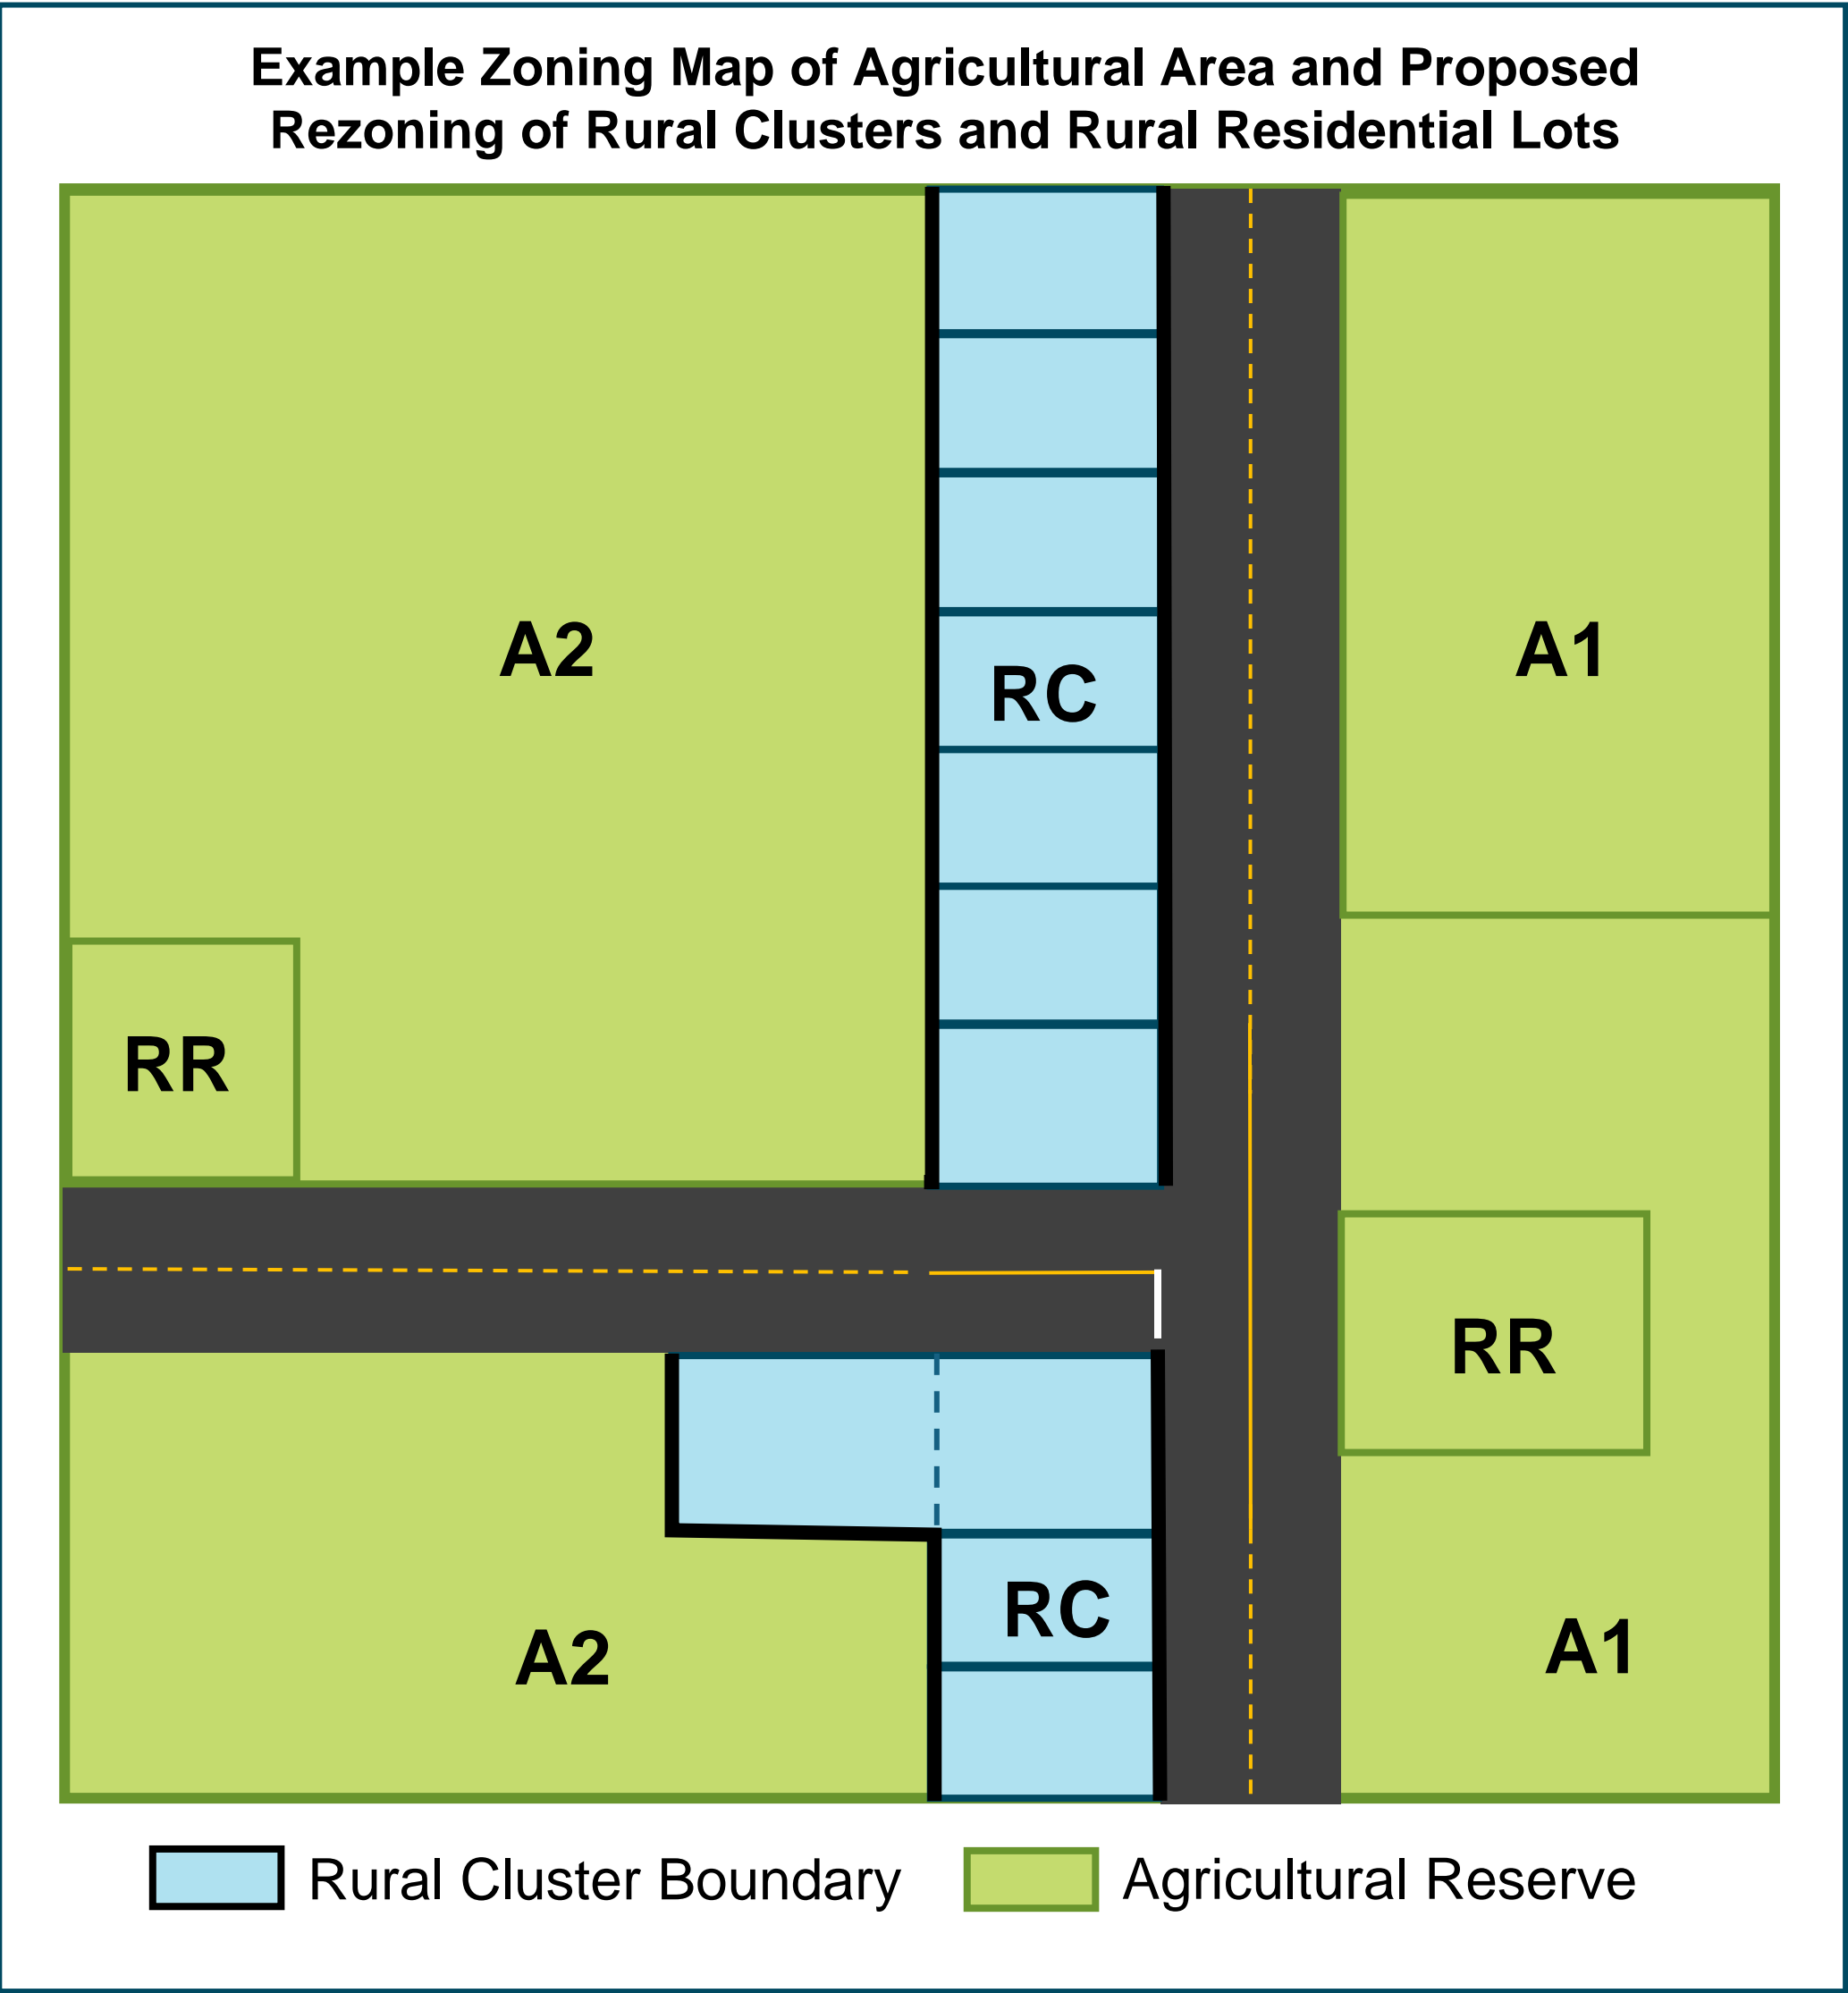 Example Zoning Map of Agricultural Area and Proposed
Rezoning of Rural Clusters and Rural Residential Lots
A2
A1
RC
RR
RR
RC
A2
A1
Rural Cluster Boundary
Agricultural Reserve